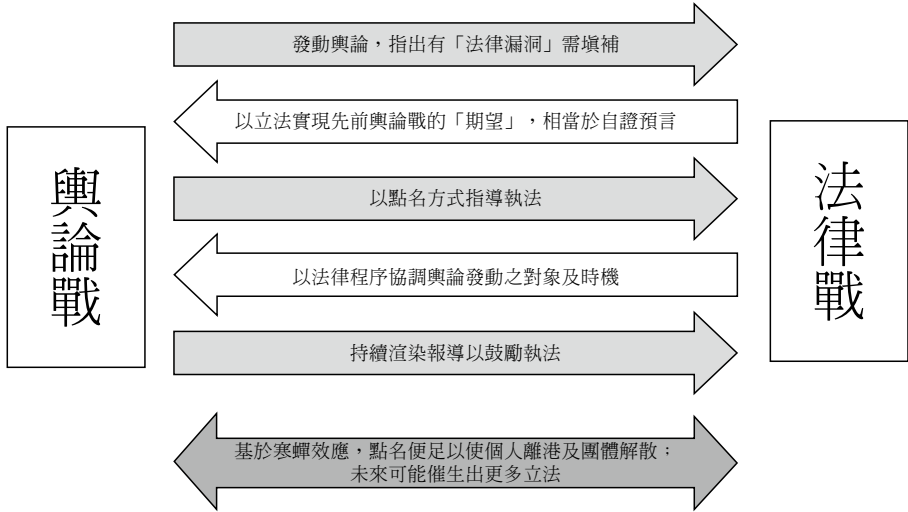 發動輿論，指出有「法律漏洞」需填補
以立法實現先前輿論戰的「期望」，相當於自證預言
輿論戰
以點名方式指導執法
法律戰
以法律程序協調輿論發動之對象及時機
持續渲染報導以鼓勵執法
基於寒蟬效應，點名便足以使個人離港及團體解散；
未來可能催生出更多立法